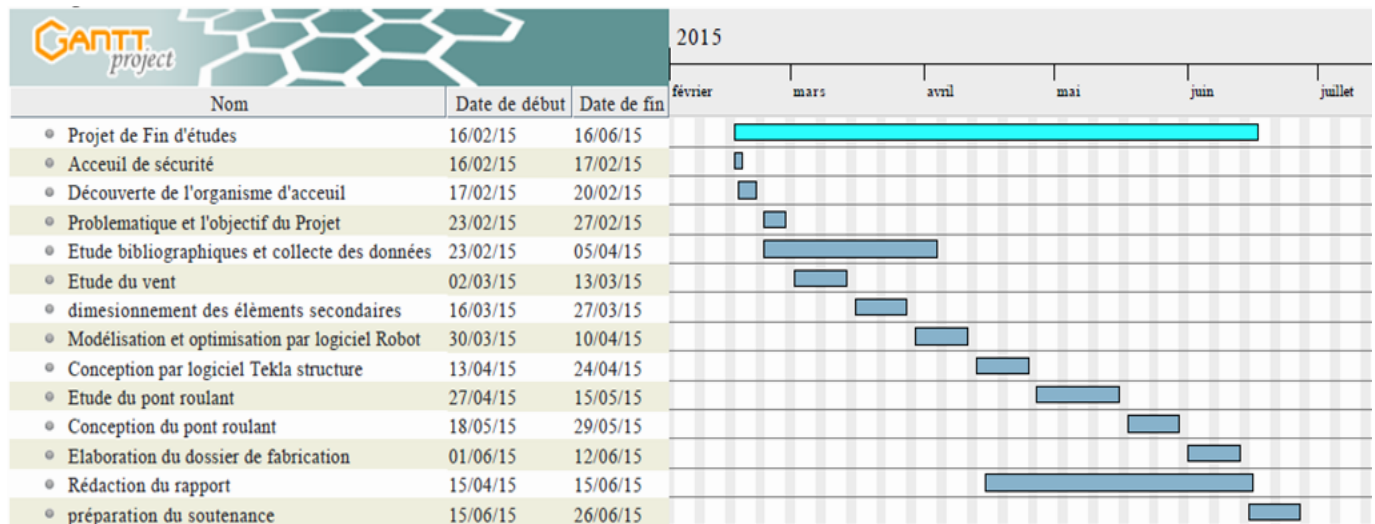 GANTT
project
2015
février mars avril mai juin juillet
Nom Date de début Date de fin
Projet de Fin d'études 16/02/15 16/06/15
Acceuil de sécurité 16/02/15 17/02/15
Découverte de l'organisme d'acceuil 17/02/15 20/02/15
Problematique et l'objectif du Projet 23/02/15 27/02/15
Etude bibliographiques et collecte des données 23/02/15 05/04/15
Etude du vent 02/03/15 13/03/15
dimesionnement des élèments secondaires 16/03/15 27/03/15
Modélisation et optimisation par logiciel Robot 30/03/15 10/04/15
Conception par logiciel Tekla structure 13/04/15 24/04/15
Etude du pont roulant 27/04/15 15/05/15
Conception du pont roulant 18/05/15 29/05/15
Elaboration du dossier de fabrication 01/06/15 12/06/15
Rédaction du rapport 15/04/15 15/06/15
préparation du soutenance 15/06/15 26/06/15